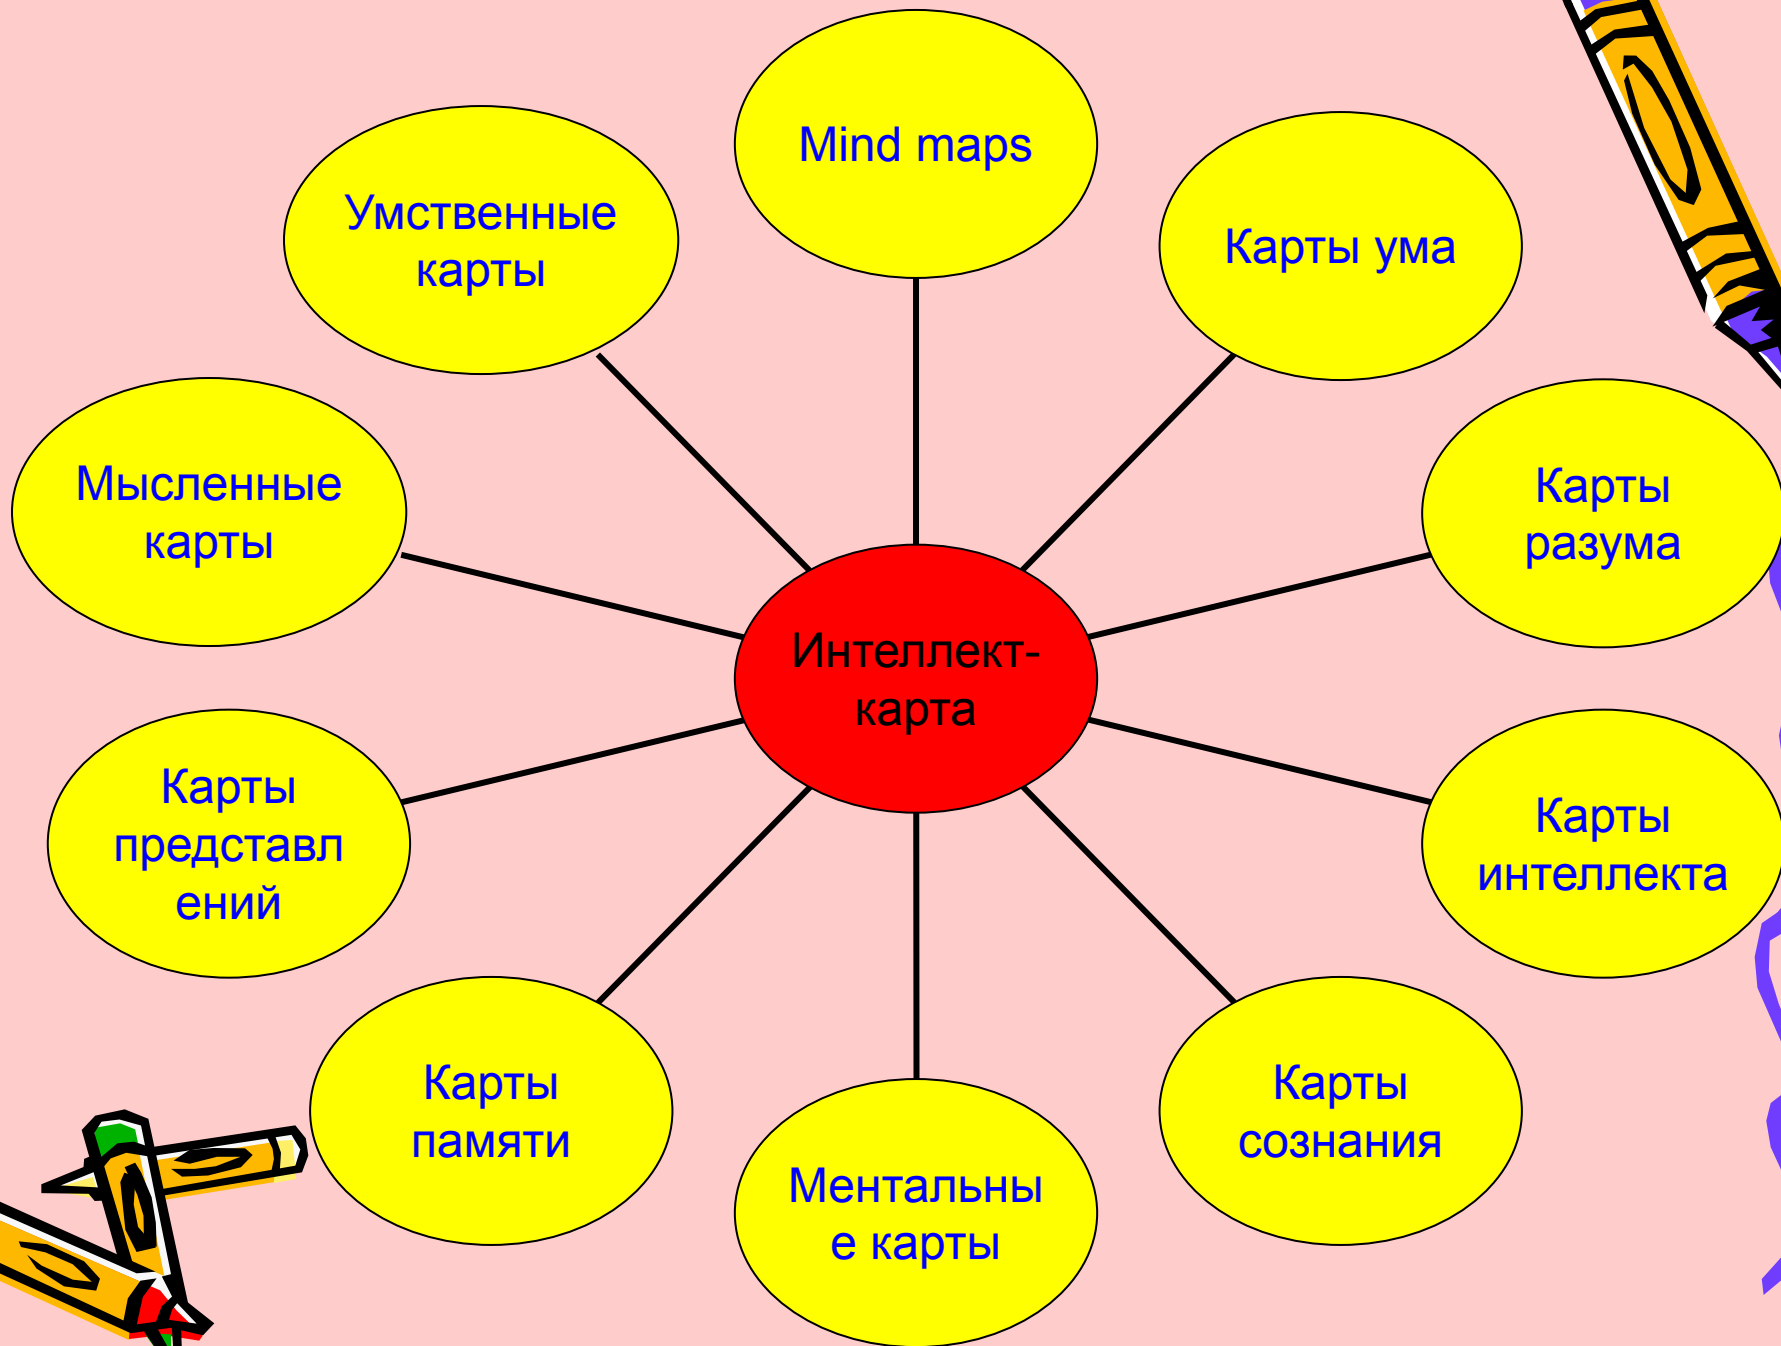 Mind maps
Умственные
карты
Карты ума
Мысленные
карты
Карты
разума
Интеллект-
карта
Карты
представл
ений
Карты
интеллекта
Карты
памяти
Карты
сознания
Ментальны
е карты